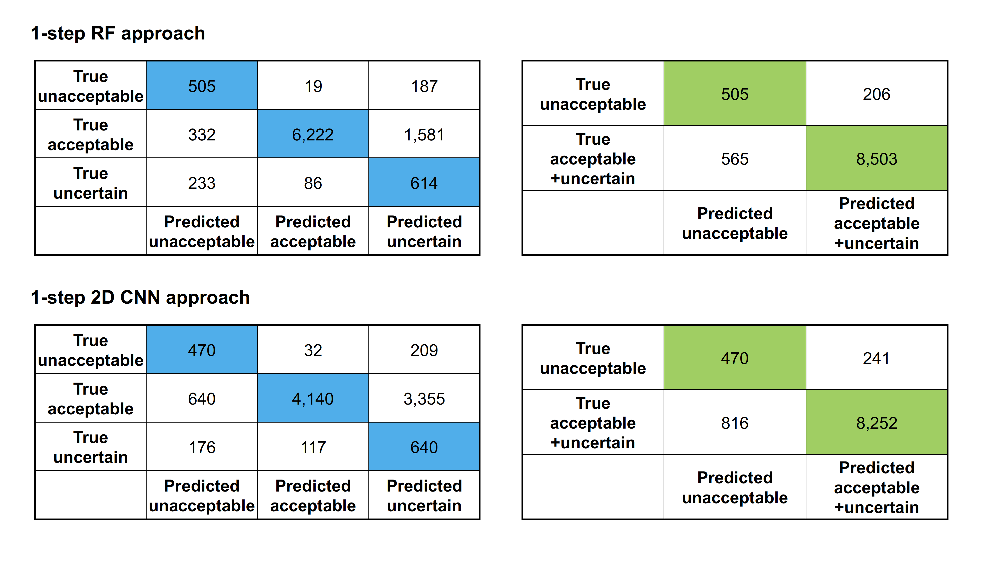 1-step RF approach
True
unacceptable
505
19
187
True
acceptable
332
6,222
1,581
True
uncertain
233
86
614
Predicted
unacceptable
Predicted
acceptable
Predicted
uncertain
True
unacceptable
505
206
True
acceptable
+uncertain
565
8,503
Predicted
unacceptable
Predicted
acceptable
+uncertain
1-step 2D CNN approach
True
unacceptable
470
32
209
True
acceptable
640
4,140
3,355
True
uncertain
176
117
640
Predicted
unacceptable
Predicted
acceptable
Predicted
uncertain
True
unacceptable
470
241
True
acceptable
+uncertain
816
8,252
Predicted
unacceptable
Predicted
acceptable
+uncertain